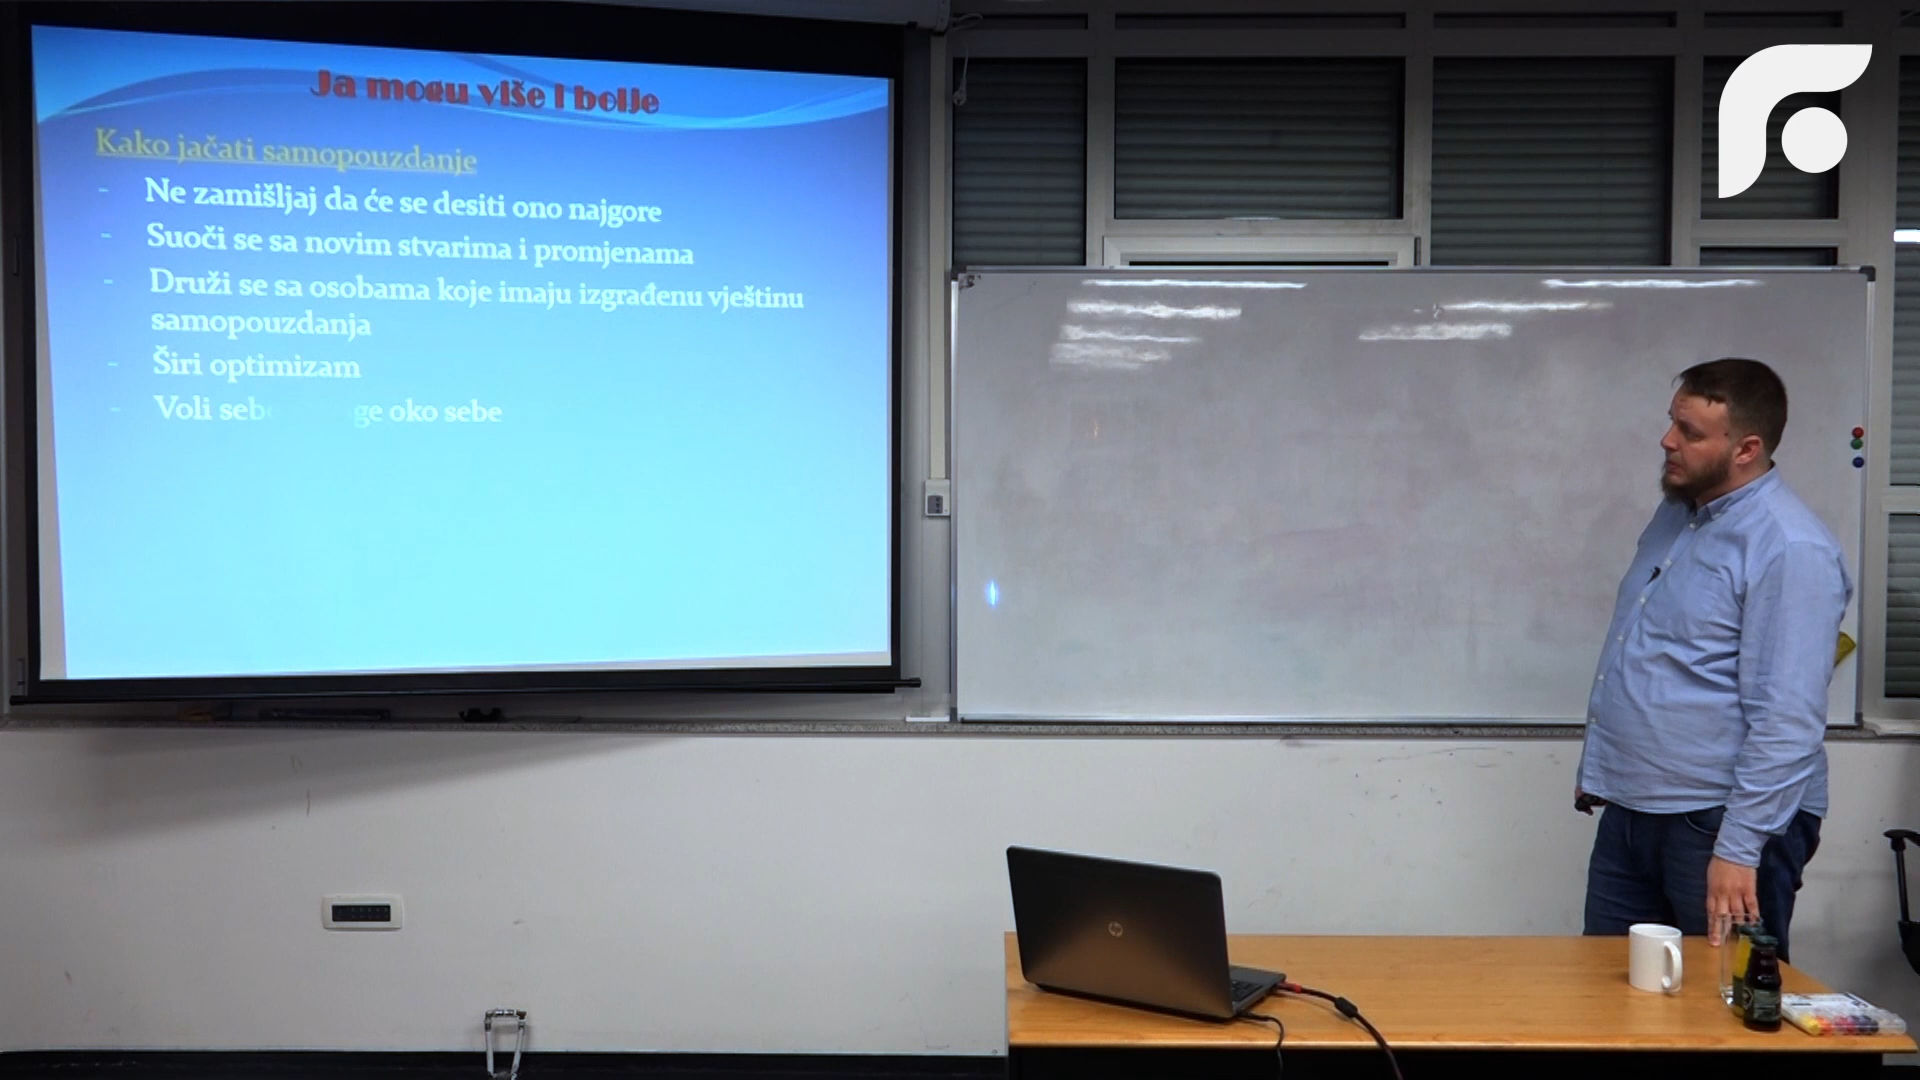 Ja mogu više I bolje
Kako jačati samopouzdanje
- Ne zamišljaj da će se desiti ono najgore
- Suoči se sa novim stvarima i promjenama
- Druži se sa osobama koje imaju izgrađenu vještinu
samopouzdanja
- Širi optimizam
- Voli oko sebe
hp